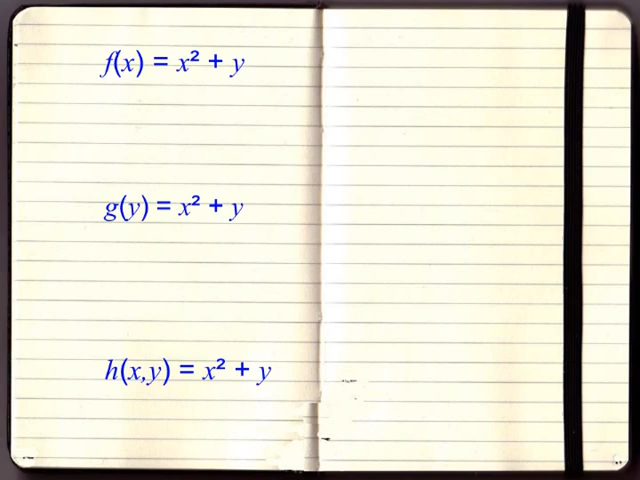 f(x) = x² + y
g(y) = x² + y
h(x,y) = x² + y